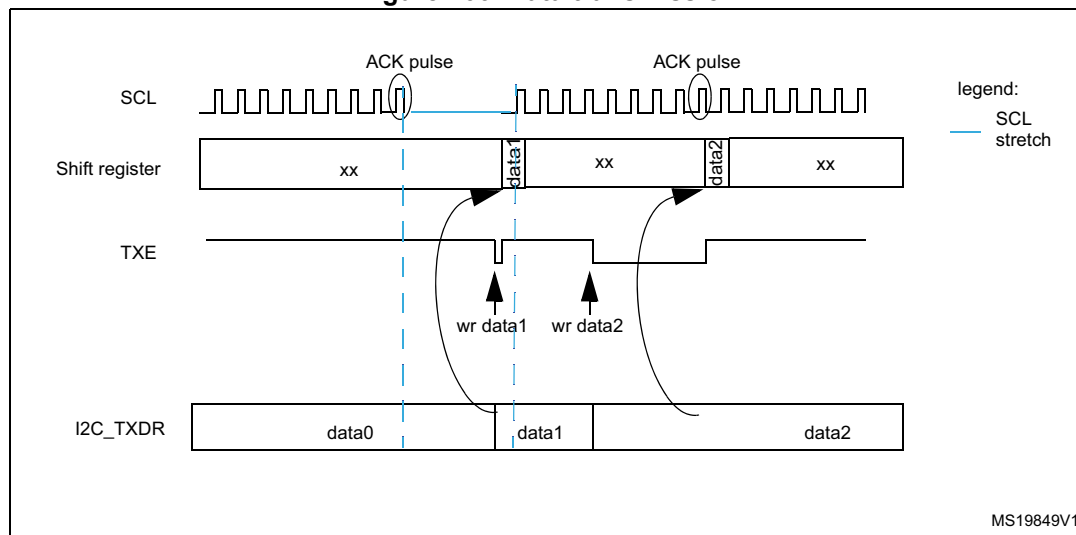 ACK pulse ACK pulse
SCL
legend:
SCL
stretch
Shift register xx data1 xx data2 xx
TXE
wr data1 wr data2
I2C_TXDR data0 data1 data2
MS19849V1